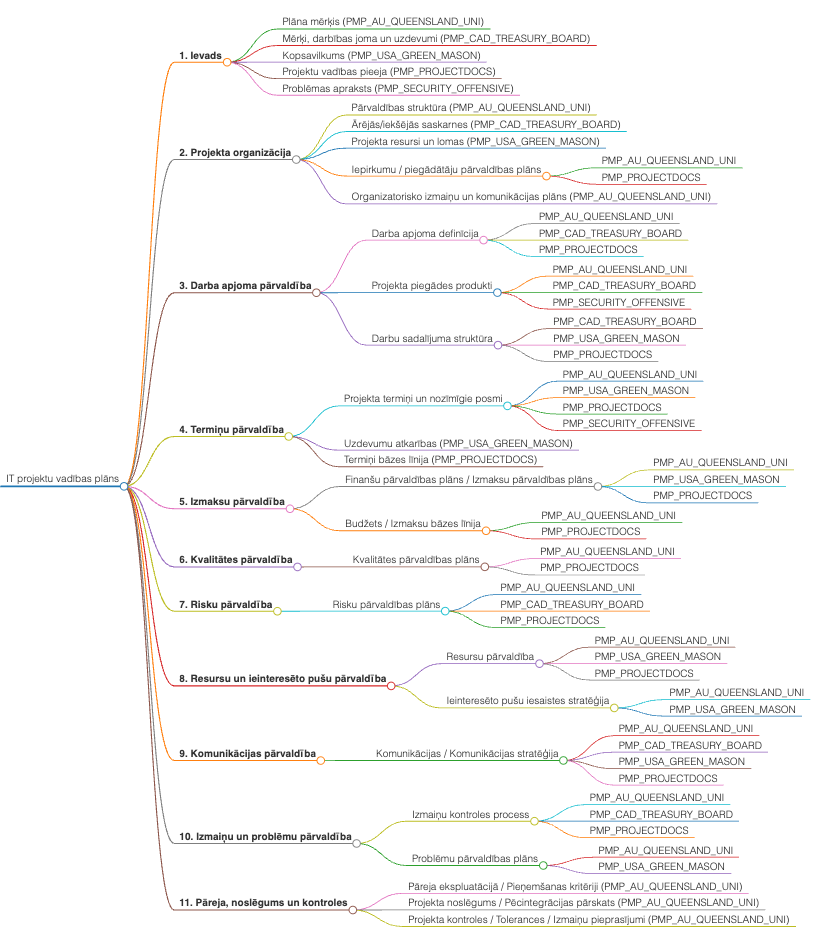 IT projektu vadības plāns
1. Ievads
Plāna mērķis (PMP_AU_QUEENSLAND_UNI)
Mērķi, darbības joma un uzdevumi (PMP_CAD_TREASURY_BOARD)
Kopsavilkums (PMP_USA_GREEN_MASON)
Projektu vadības pieeja (PMP_PROJECTDOCS)
Problēmas apraksts (PMP_SECURITY_OFFENSIVE)
2. Projekta organizācija
Pārvaldības struktūra (PMP_AU_QUEENSLAND_UNI)
Ārējās/iekšējās saskarnes (PMP_CAD_TREASURY_BOARD)
Projekta resursi un lomas (PMP_USA_GREEN_MASON)
Iepirkumu / piegādātāju pārvaldības plāns
PMP_AU_QUEENSLAND_UNI
PMP_PROJECTDOCS
Organizatorisko izmaiņu un komunikācijas plāns (PMP_AU_QUEENSLAND_UNI)
3. Darba apjoma pārvaldība
Darba apjoma definīcija
PMP_AU_QUEENSLAND_UNI
PMP_CAD_TREASURY_BOARD
PMP_PROJECTDOCS
Projekta piegādes produkti
PMP_AU_QUEENSLAND_UNI
PMP_CAD_TREASURY_BOARD
PMP_SECURITY_OFFENSIVE
Darbu sadalījuma struktūra
PMP_CAD_TREASURY_BOARD
PMP_USA_GREEN_MASON
PMP_PROJECTDOCS
4. Termiņu pārvaldība
Projekta termiņi un nozīmīgie posmi
PMP_AU_QUEENSLAND_UNI
PMP_USA_GREEN_MASON
PMP_PROJECTDOCS
PMP_SECURITY_OFFENSIVE
Uzdevumu atkarības (PMP_USA_GREEN_MASON)
Termiņi bāzes līnija (PMP_PROJECTDOCS)
5. Izmaksu pārvaldība
Finanšu pārvaldības plāns / Izmaksu pārvaldības plāns
PMP_AU_QUEENSLAND_UNI
PMP_USA_GREEN_MASON
PMP_PROJECTDOCS
Budžets / Izmaksu bāzes līnija
PMP_AU_QUEENSLAND_UNI
PMP_PROJECTDOCS
6. Kvalitātes pārvaldība
Kvalitātes pārvaldības plāns
PMP_AU_QUEENSLAND_UNI
PMP_PROJECTDOCS
7. Risku pārvaldība
Risku pārvaldības plāns
PMP_AU_QUEENSLAND_UNI
PMP_CAD_TREASURY_BOARD
PMP_PROJECTDOCS
8. Resursu un ieinteresēto pušu pārvaldība
Resursu pārvaldība
PMP_AU_QUEENSLAND_UNI
PMP_USA_GREEN_MASON
PMP_PROJECTDOCS
Ieinteresēto pušu iesaistes stratēģija
PMP_AU_QUEENSLAND_UNI
PMP_USA_GREEN_MASON
9. Komunikācijas pārvaldība
Komunikācijas / Komunikācijas stratēģija
PMP_AU_QUEENSLAND_UNI
PMP_CAD_TREASURY_BOARD
PMP_USA_GREEN_MASON
PMP_PROJECTDOCS
10. Izmaiņu un problēmu pārvaldība
Izmaiņu kontroles process
PMP_AU_QUEENSLAND_UNI
PMP_CAD_TREASURY_BOARD
PMP_PROJECTDOCS
Problēmu pārvaldības plāns
PMP_AU_QUEENSLAND_UNI
PMP_USA_GREEN_MASON
11. Pāreja, noslēgums un kontroles
Pāreja ekspluatācijā / Pieņemšanas kritēriji (PMP_AU_QUEENSLAND_UNI)
Projekta noslēgums / Pēcintegrācijas pārskats (PMP_AU_QUEENSLAND_UNI)
Projekta kontroles / Tolerances / Izmaiņu pieprasījumi (PMP_AU_QUEENSLAND_UNI)